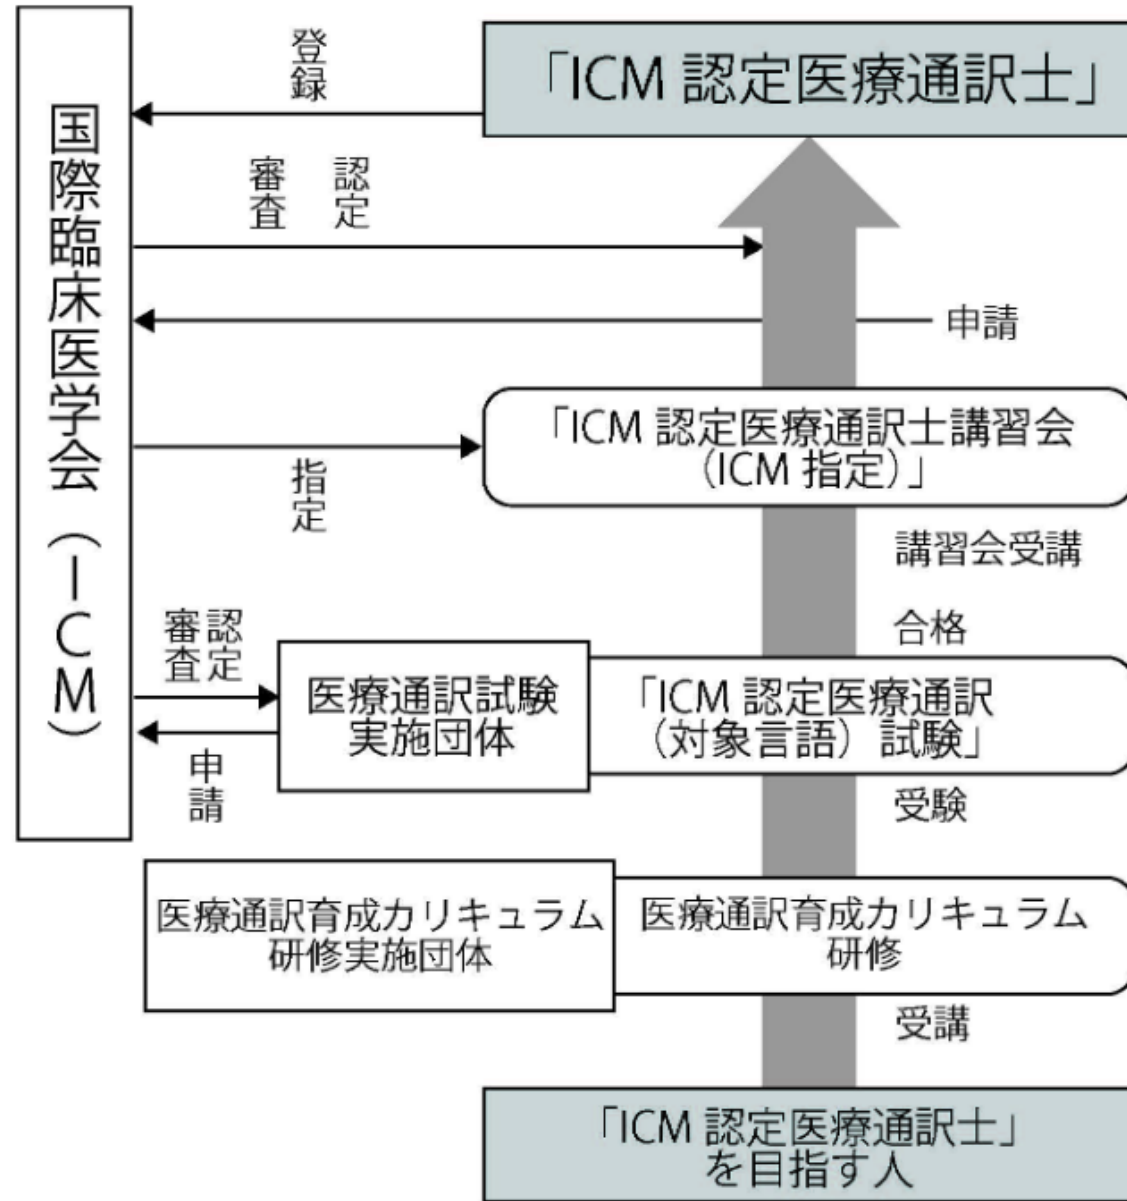 国際臨床医学会（ICM）
登録
「ICM 認定医療通訳士」
審査
認定
申請
指定
「ICM 認定医療通訳士講習会
（ICM 指定）」
講習会受講
合格
審査
認定
申請
医療通訳試験
実施団体
「ICM 認定医療通訳
（対象言語）試験」
受験
医療通訳育成カリキュラム
研修実施団体
医療通訳育成カリキュラム
研修
受講
「ICM 認定医療通訳士」
を目指す人